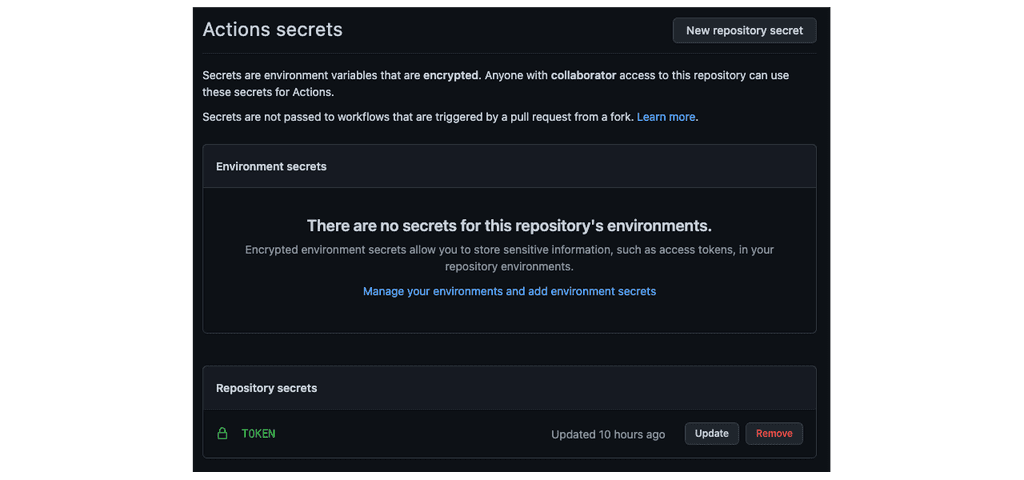 Actions secrets
New repository secret
Secrets are environment variables that are encrypted. Anyone with collaborator access to this repository can use
these secrets for Actions.
Secrets are not passed to workflows that are triggered by a pull request from a fork. Learn more.
Environment secrets
There are no secrets for this repository's environments.
Encrypted environment secrets allow you to store sensitive information, such as access tokens, in your
repository environments.
Manage your environments and add environment secrets
Repository secrets
TOKEN
Updated 10 hours ago
Update
Remove